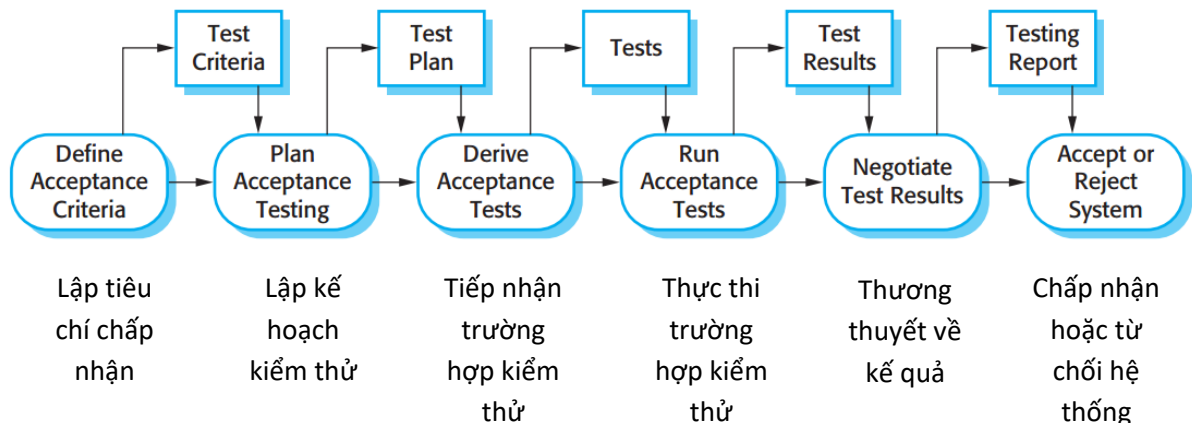 Test
Criteria
Test
Plan
Tests
Test
Results
Testing
Report
Define
Acceptance
Criteria
Plan
Acceptance
Testing
Derive
Acceptance
Tests
Run
Acceptance
Tests
Negotiate
Test Results
Accept or
Reject
System
Lập tiêu
chí chấp
nhận
Lập kế
hoạch
kiểm thử
Tiếp nhận
trường
hợp kiểm
thử
Thực thi
trường
hợp kiểm
thử
Thương
thuyết về
kế quả
Chấp nhận
hoặc từ
chối hệ
thống